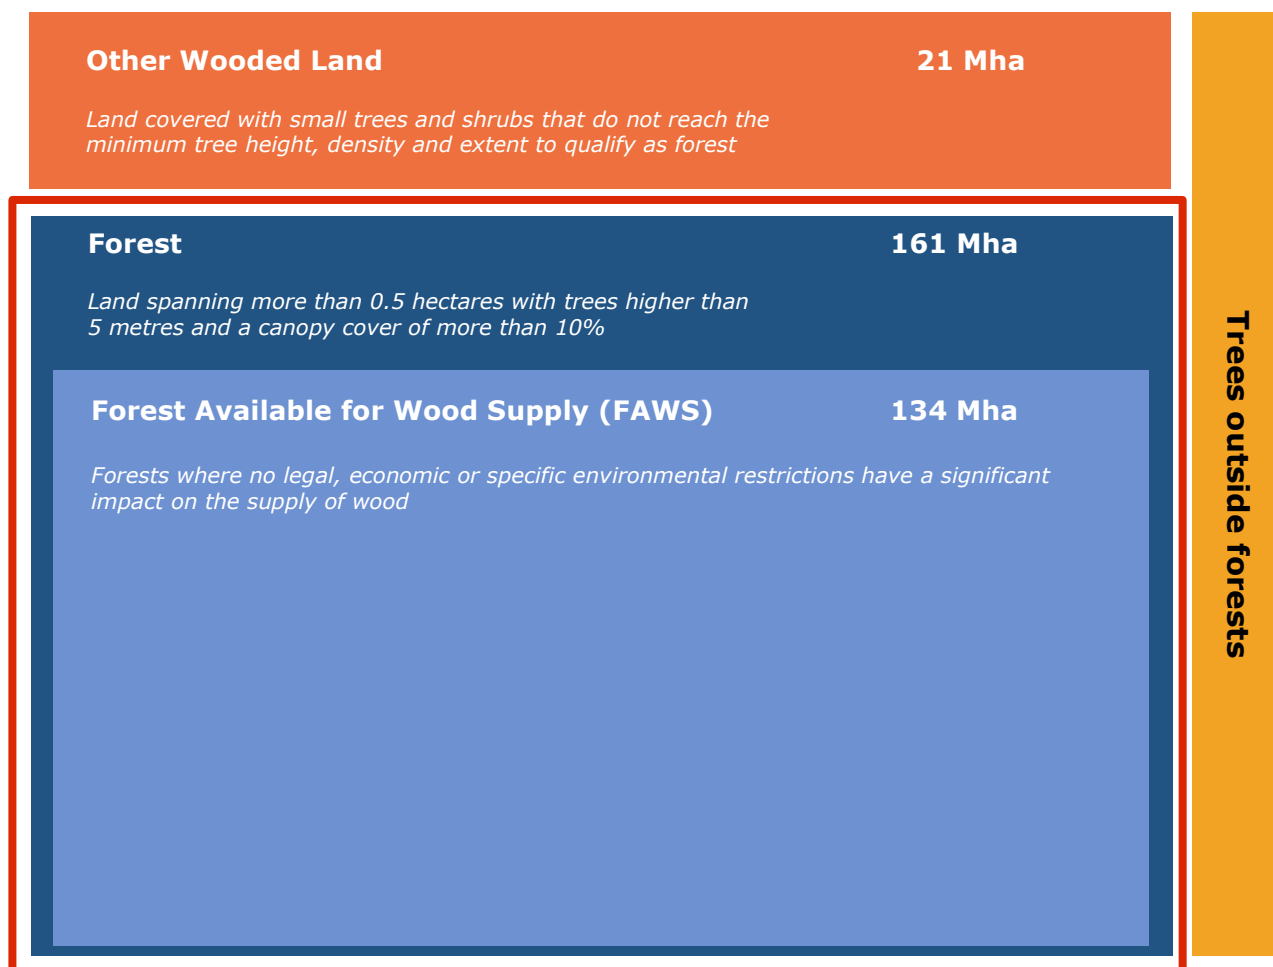 Other Wooded Land 21 Mha
Land covered with small trees and shrubs that do not reach the
minimum tree height, density and extent to qualify as forest
Forest 161 Mha
Land spanning more than 0.5 hectares with trees higher than
5 metres and a canopy cover of more than 10%
Forest Available for Wood Supply (FAWS) 134 Mha
Forests where no legal, economic or specific environmental restrictions have a significant
impact on the supply of wood
Trees outside forests